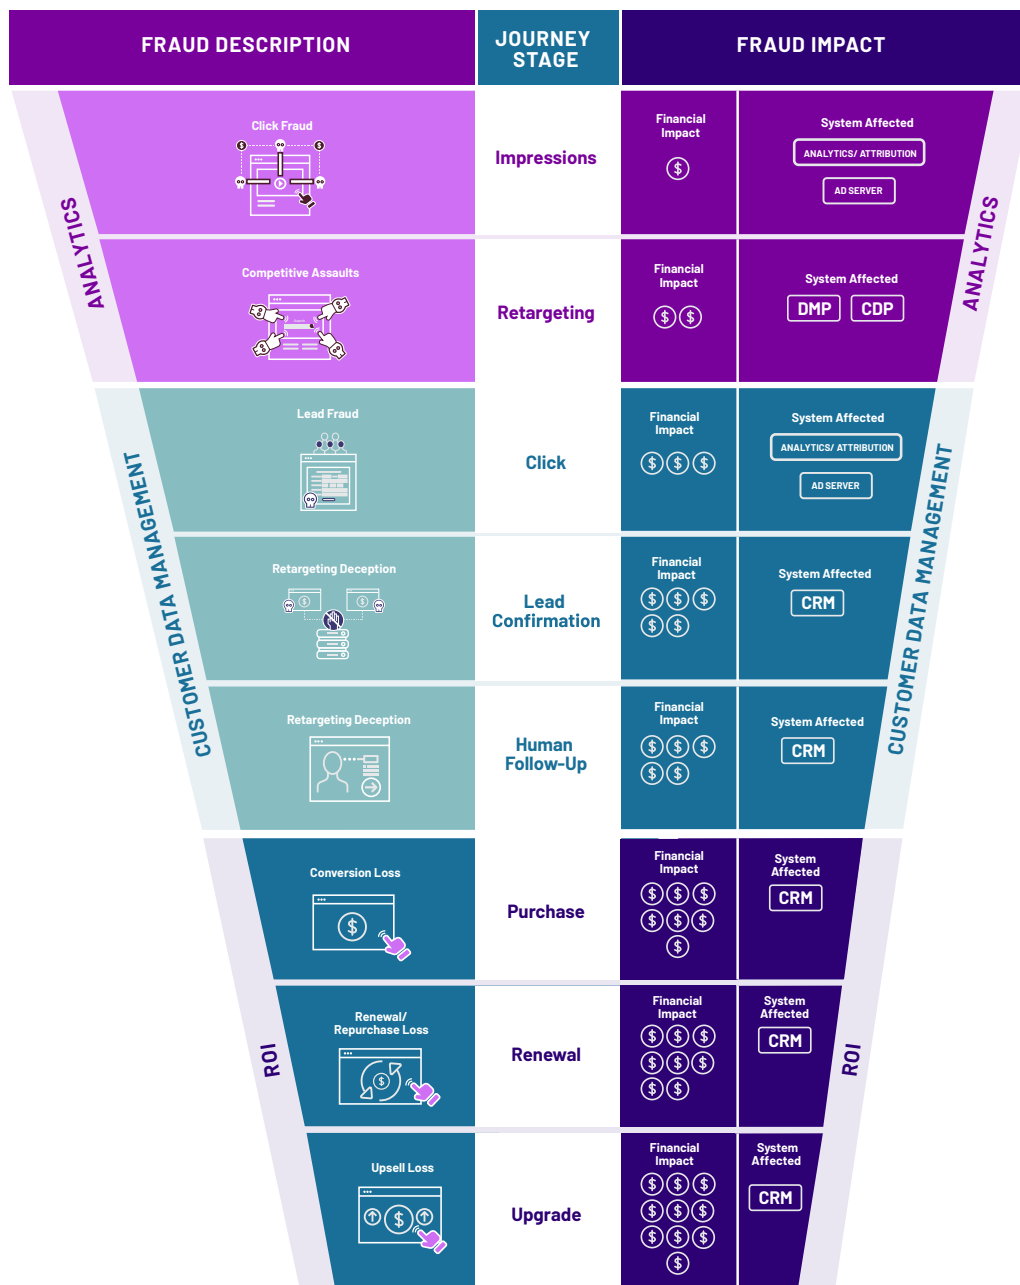 FRAUD DESCRIPTION
JOURNEY
STAGE
FRAUD IMPACT
ANALYTICS
Click Fraud
Impressions
Financial
Impact
$
System Affected
ANALYTICS/ ATTRIBUTION
AD SERVER
ANALYTICS
Competitive Assaults
Retargeting
Financial
Impact
$ $
System Affected
DMP CDP
CUSTOMER DATA MANAGEMENT
Lead Fraud
Click
Financial
Impact
$ $ $
System Affected
ANALYTICS/ ATTRIBUTION
AD SERVER
CUSTOMER DATA MANAGEMENT
Retargeting Deception
Lead
Confirmation
Financial
Impact
$ $ $
$ $
System Affected
CRM
Retargeting Deception
Human
Follow-Up
Financial
Impact
$ $ $
$ $
System Affected
CRM
ROI
Conversion Loss
$
Purchase
Financial
Impact
$ $ $
$ $ $
$
System
Affected
CRM
ROI
Renewal/
Repurchase Loss
$
Renewal
Financial
Impact
$ $ $
$ $ $
$ $
System
Affected
CRM
Upsell Loss
$
Upgrade
Financial
Impact
$ $ $
$ $ $
$ $ $
$
System
Affected
CRM